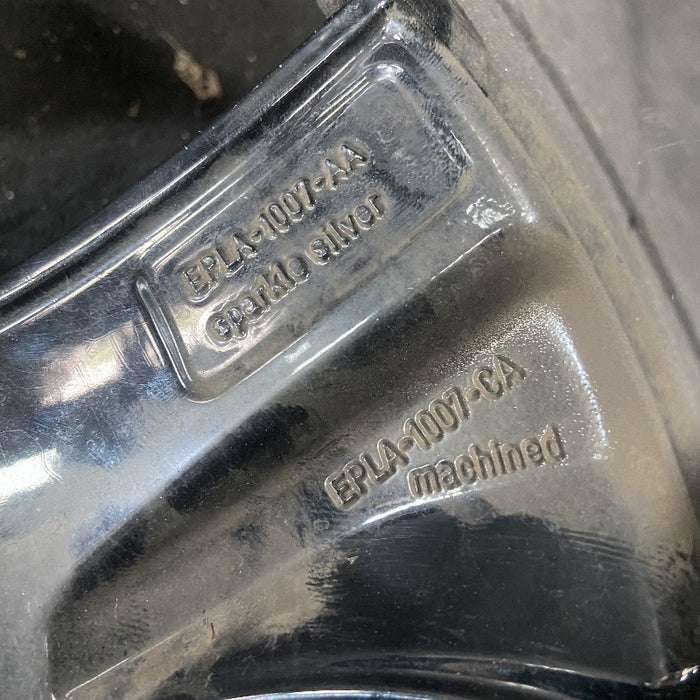 EPLA-1007-AA
sparkle silver
EPLA-1007-CA
machined